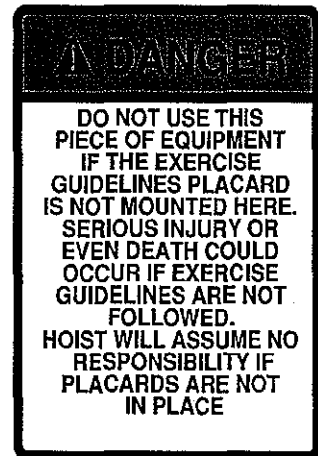 ⚠ DANGER
DO NOT USE THIS
PIECE OF EQUIPMENT
IF THE EXERCISE
GUIDELINES PLACARD
IS NOT MOUNTED HERE.
SERIOUS INJURY OR
EVEN DEATH COULD
OCCUR IF EXERCISE
GUIDELINES ARE NOT
FOLLOWED.
HOIST WILL ASSUME NO
RESPONSIBILITY IF
PLACARDS ARE NOT
IN PLACE